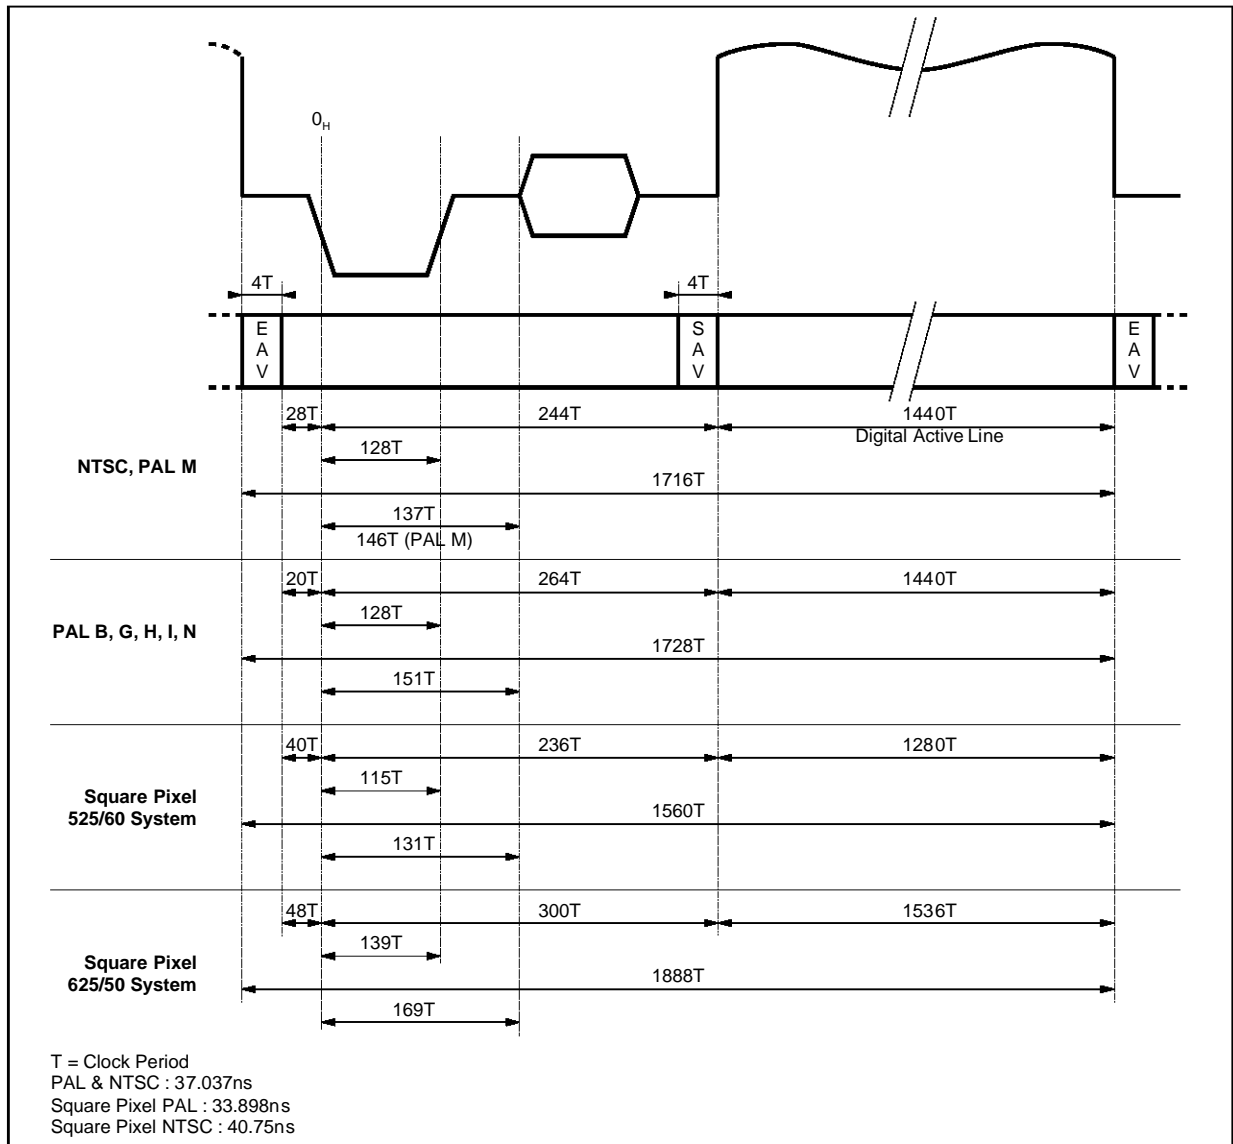 0H
4T
4T
E
A
V
S
A
V
E
A
V
28T
244T
1440T
Digital Active Line
128T
NTSC, PAL M
1716T
137T
146T (PAL M)
20T
264T
1440T
128T
PAL B, G, H, I, N
1728T
151T
40T
236T
1280T
115T
Square Pixel
525/60 System
1560T
131T
48T
300T
1536T
139T
Square Pixel
625/50 System
1888T
169T
T = Clock Period
PAL & NTSC : 37.037ns
Square Pixel PAL : 33.898ns
Square Pixel NTSC : 40.75ns